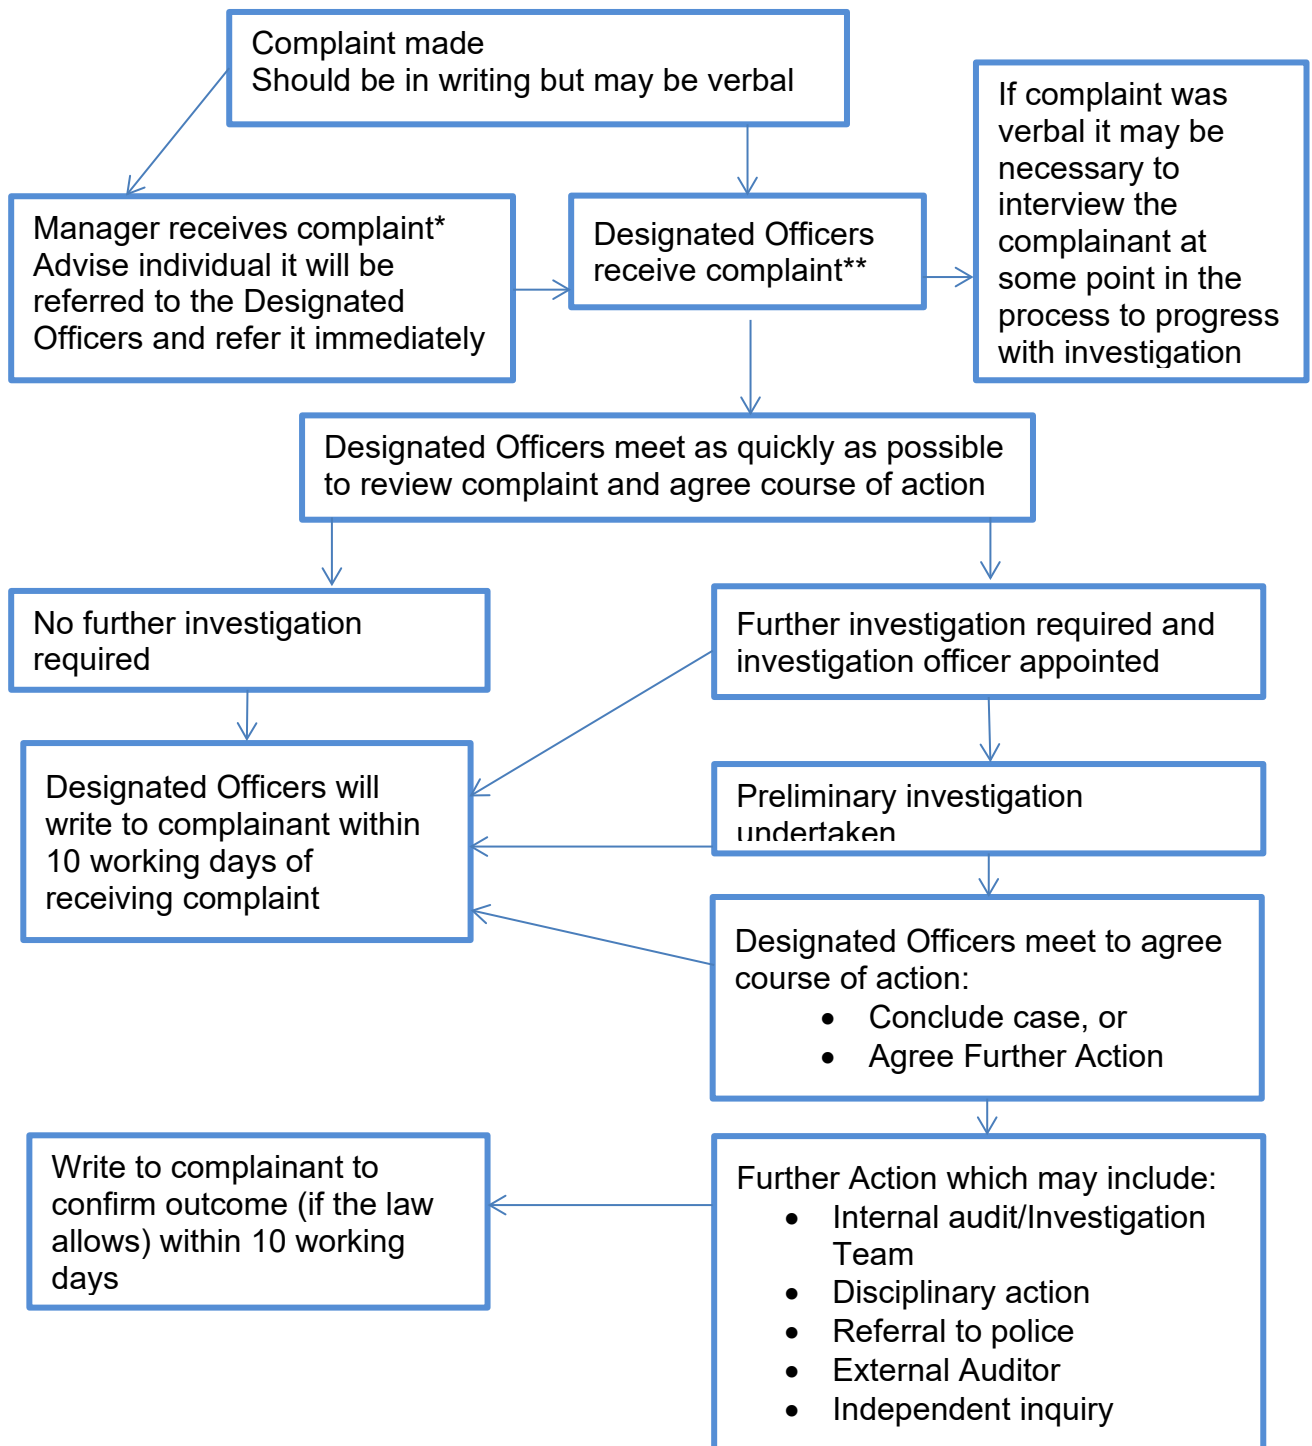 Complaint made
Should be in writing but may be verbal
If complaint was
verbal it may be
necessary to
interview the
complainant at
some point in the
process to progress
with investigation
Manager receives complaint*
Advise individual it will be
referred to the Designated
Officers and refer it immediately
Designated Officers
receive complaint**
Designated Officers meet as quickly as possible
to review complaint and agree course of action
No further investigation
required
Further investigation required and
investigation officer appointed
Designated Officers will
write to complainant within
10 working days of
receiving complaint
Preliminary investigation
undertaken
Designated Officers meet to agree
course of action:
• Conclude case, or
• Agree Further Action
Write to complainant to
confirm outcome (if the law
allows) within 10 working
days
Further Action which may include:
• Internal audit/Investigation
Team
• Disciplinary action
• Referral to police
• External Auditor
• Independent inquiry